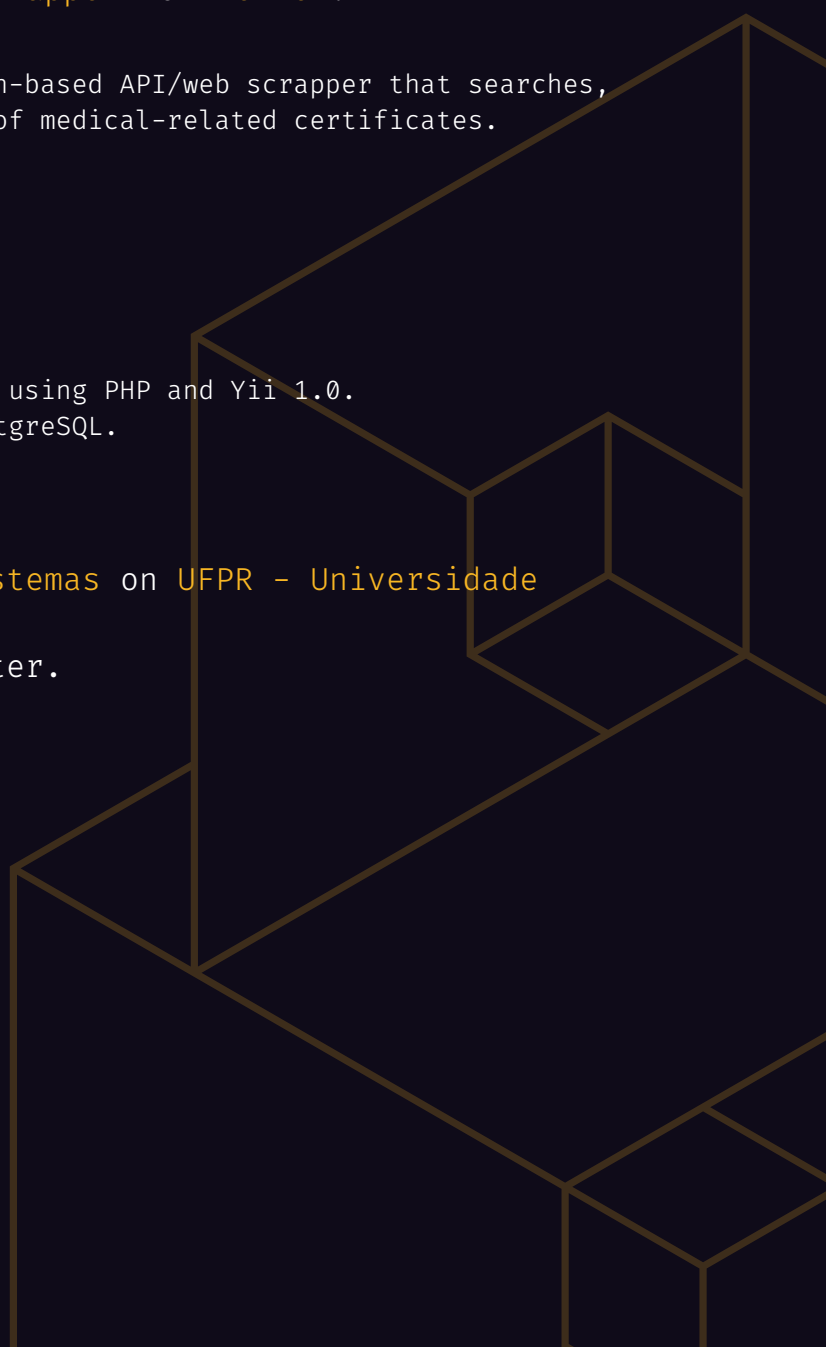 -based API/web scrapper that searches,
of medical-related certificates.
using PHP and Yii 1.0.
tgreSQL.
stemas on UFPR - Universidade
ter.